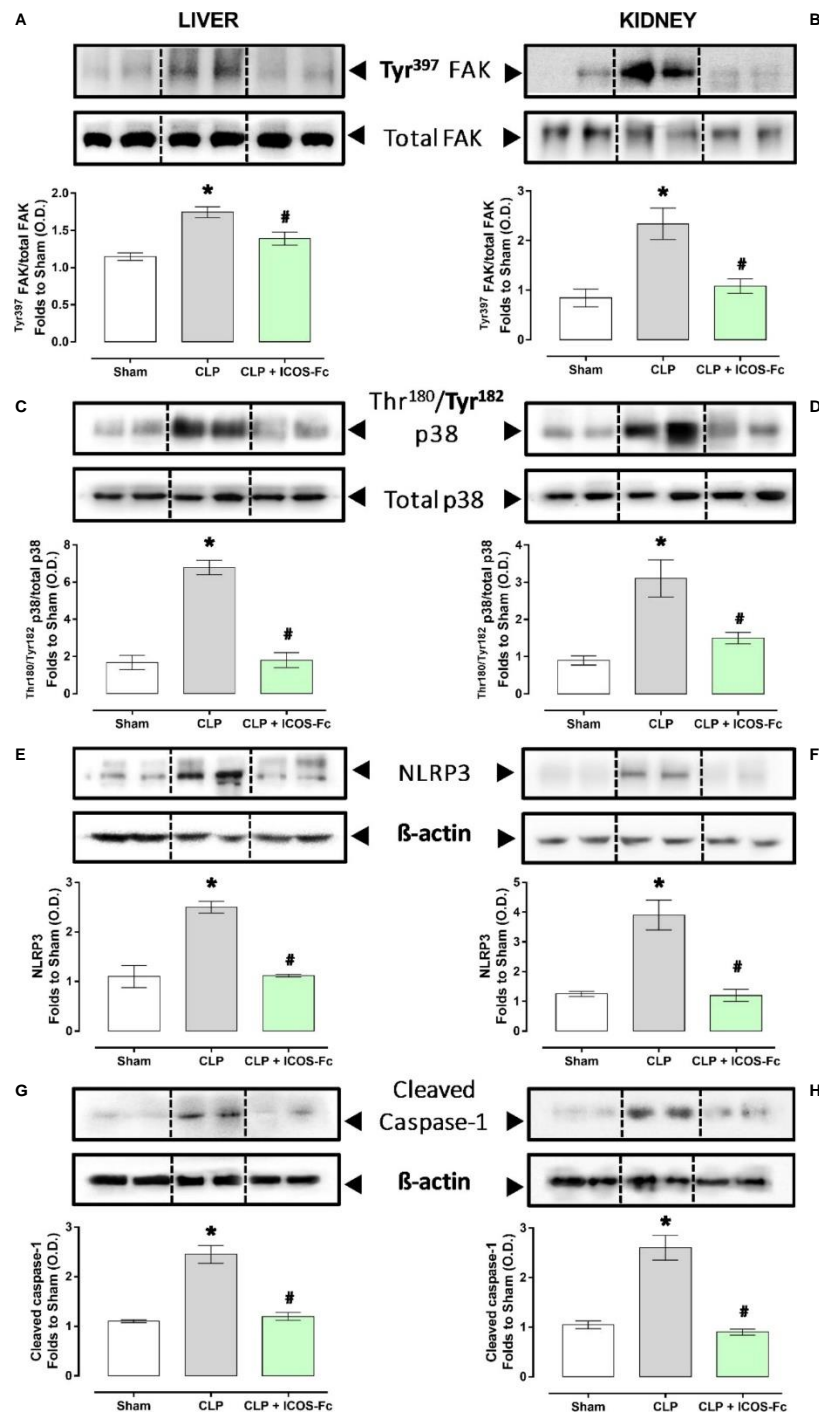 LIVER
KIDNEY
A
B
Tyr³⁹⁷ FAK
Total FAK
Tyr397 FAK/total FAK
Folds to Sham (O.D.)
2.0
1.5
1.0
0.5
0.0
*
#
Sham
CLP
CLP + ICOS-Fc
Tyr397 FAK/total FAK
Folds to Sham (O.D.)
3
2
1
0
*
#
Sham
CLP
CLP + ICOS-Fc
C
D
Thr¹⁸⁰/Tyr¹⁸²
p38
Total p38
Thr180/Tyr182 p38/total p38
Folds to Sham (O.D.)
8
6
4
2
0
*
#
Sham
CLP
CLP + ICOS-Fc
Thr180/Tyr182 p38/total p38
Folds to Sham (O.D.)
4
3
2
1
0
*
#
Sham
CLP
CLP + ICOS-Fc
E
F
NLRP3
ß-actin
NLRP3
Folds to Sham (O.D.)
3
2
1
0
*
#
Sham
CLP
CLP + ICOS-Fc
NLRP3
Folds to Sham (O.D.)
5
4
3
2
1
0
*
#
Sham
CLP
CLP + ICOS-Fc
G
H
Cleaved
Caspase-1
ß-actin
Cleaved caspase-1
Folds to Sham (O.D.)
3
2
1
0
*
#
Sham
CLP
CLP + ICOS-Fc
Cleaved caspase-1
Folds to Sham (O.D.)
3
2
1
0
*
#
Sham
CLP
CLP + ICOS-Fc